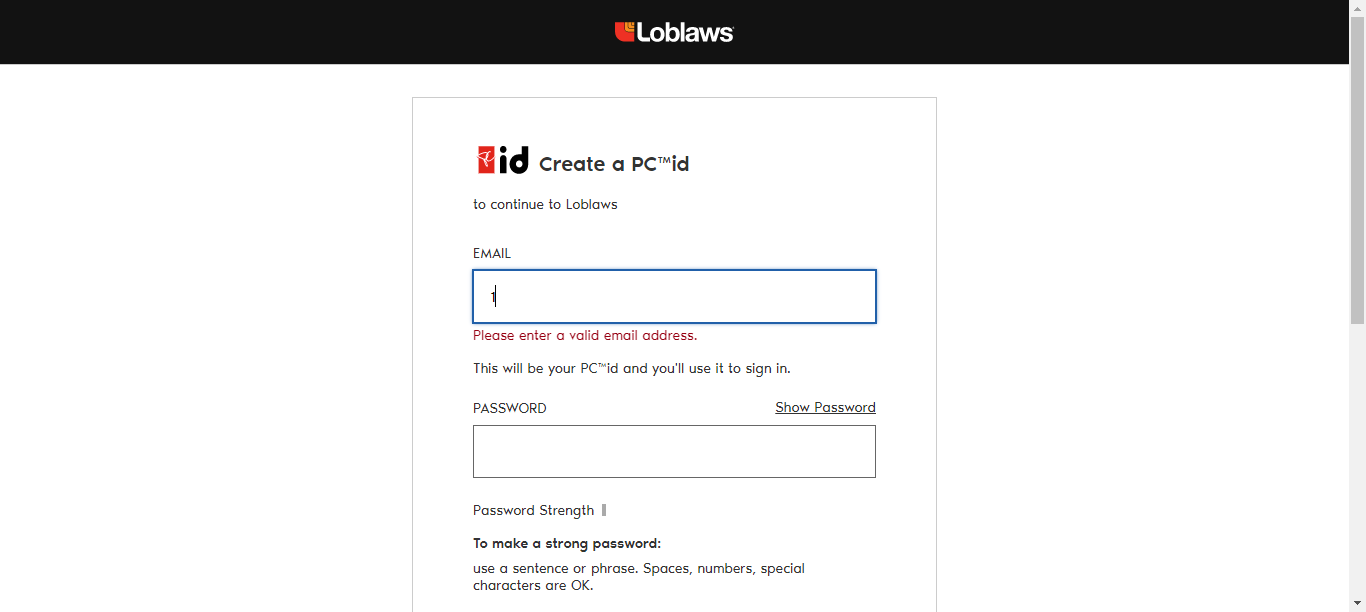 Loblaws
id Create a PC™id
to continue to Loblaws
EMAIL
1
Please enter a valid email address.
This will be your PC™id and you'll use it to sign in.
PASSWORD Show Password
Password Strength
To make a strong password:
use a sentence or phrase. Spaces, numbers, special
characters are OK.